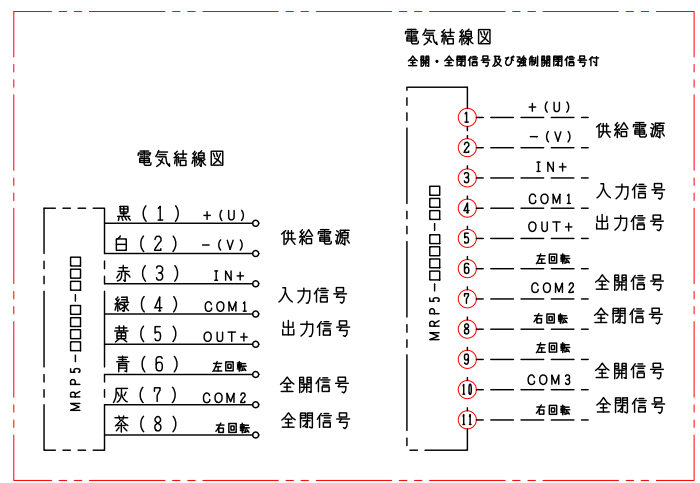 電気結線図
黒(1) +(U)
白(2) -(V)
供給電源
赤(3) IN+
緑(4) COM1
入力信号
黄(5) OUT+
出力信号
青(6) 左回転
灰(7) COM2
全開信号
茶(8) 右回転
全閉信号
MRP5-□□□□-□□□
電気結線図
全開・全閉信号及び強制開閉信号付
1 +(U)
2 -(V)
供給電源
3 IN+
4 COM1
入力信号
5 OUT+
出力信号
6 左回転
7 COM2
全開信号
8 右回転
全閉信号
9 左回転
10 COM3
全開信号
11 右回転
全閉信号
MRP5-□□□□-□□□